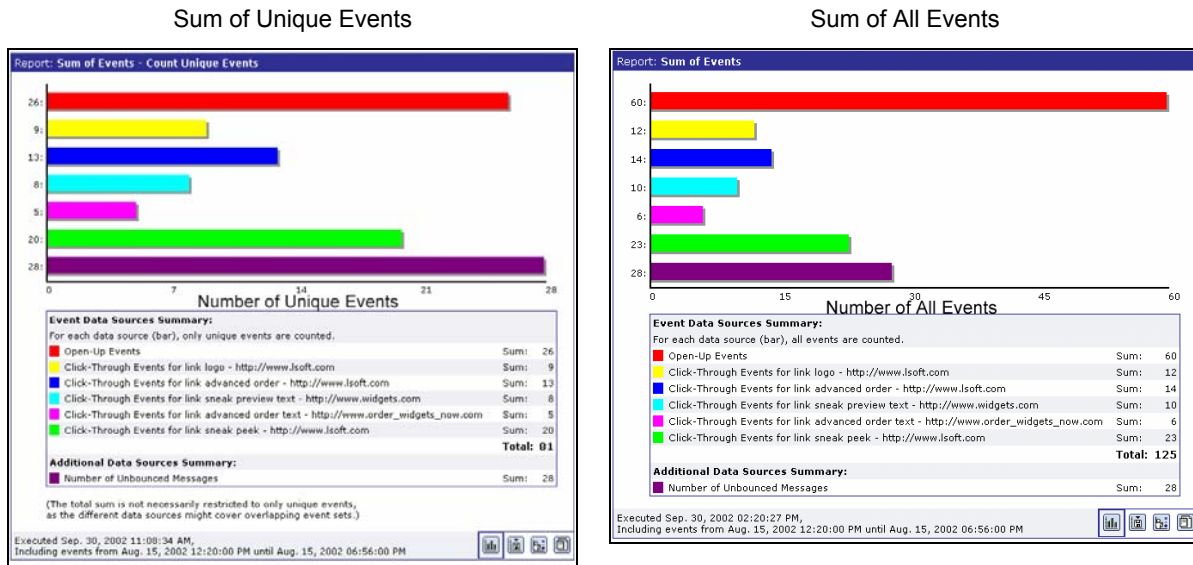 Sum of Unique Events
Report: Sum of Events - Count Unique Events
26:
9:
13:
8:
5:
20:
28:
0 7 14 21 28
Number of Unique Events
Event Data Sources Summary:
For each data source (bar), only unique events are counted.
Open-Up Events Sum: 26
Click-Through Events for link logo - http://www.lsoft.com Sum: 9
Click-Through Events for link advanced order - http://www.lsoft.com Sum: 13
Click-Through Events for link sneak preview text - http://www.widgets.com Sum: 8
Click-Through Events for link advanced order text - http://www.order_widgets_now.com Sum: 5
Click-Through Events for link sneak peek - http://www.lsoft.com Sum: 20
Total: 81
Additional Data Sources Summary:
Number of Unbounced Messages Sum: 28
(The total sum is not necessarily restricted to only unique events,
as the different data sources might cover overlapping event sets.)
Executed Sep. 30, 2002 11:08:34 AM,
Including events from Aug. 15, 2002 12:20:00 PM until Aug. 15, 2002 06:56:00 PM
Sum of All Events
Report: Sum of Events
60:
12:
14:
10:
6:
23:
28:
0 15 30 45 60
Number of All Events
Event Data Sources Summary:
For each data source (bar), all events are counted.
Open-Up Events Sum: 60
Click-Through Events for link logo - http://www.lsoft.com Sum: 12
Click-Through Events for link advanced order - http://www.lsoft.com Sum: 14
Click-Through Events for link sneak preview text - http://www.widgets.com Sum: 10
Click-Through Events for link advanced order text - http://www.order_widgets_now.com Sum: 6
Click-Through Events for link sneak peek - http://www.lsoft.com Sum: 23
Total: 125
Additional Data Sources Summary:
Number of Unbounced Messages Sum: 28
Executed Sep. 30, 2002 02:20:27 PM,
Including events from Aug. 15, 2002 12:20:00 PM until Aug. 15, 2002 06:56:00 PM